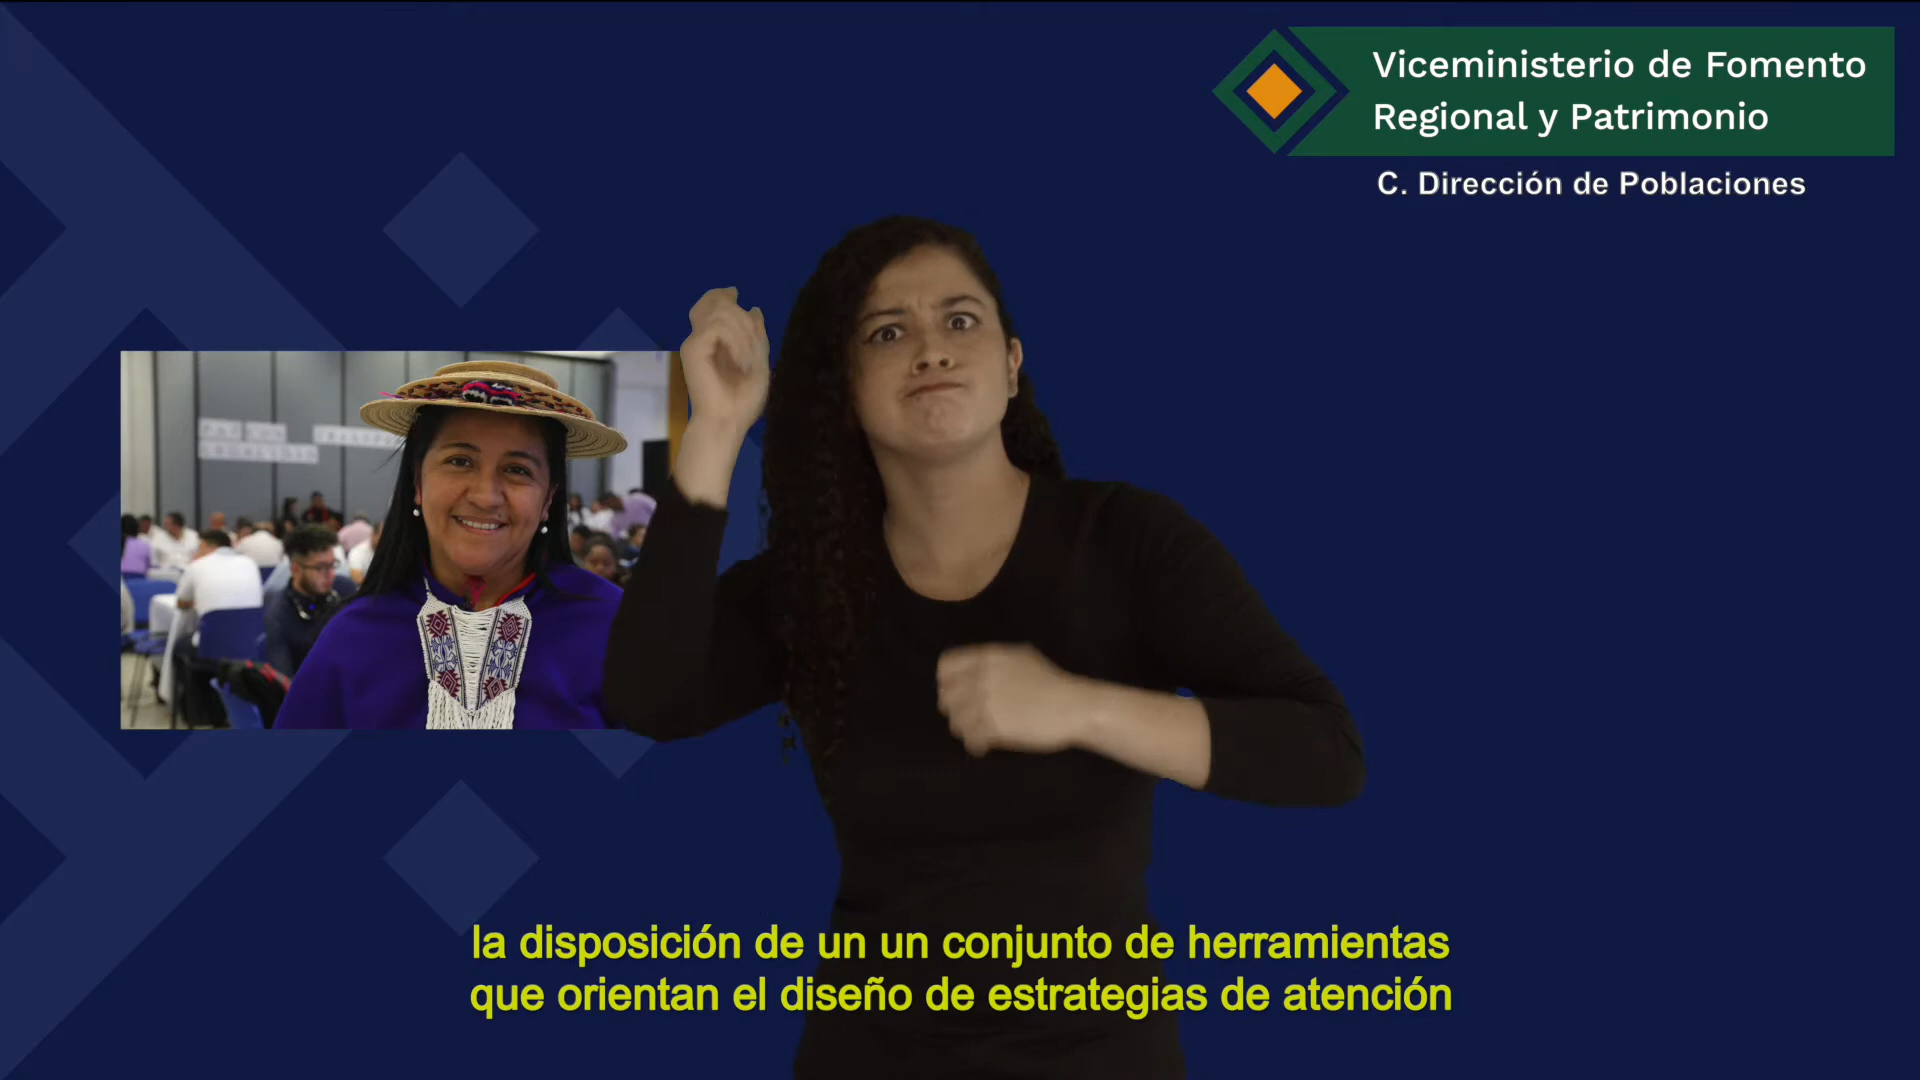 Viceministerio de Fomento
Regional y Patrimonio
C. Dirección de Poblaciones
la disposición de un un conjunto de herramientas
que orientan el diseño de estrategias de atención